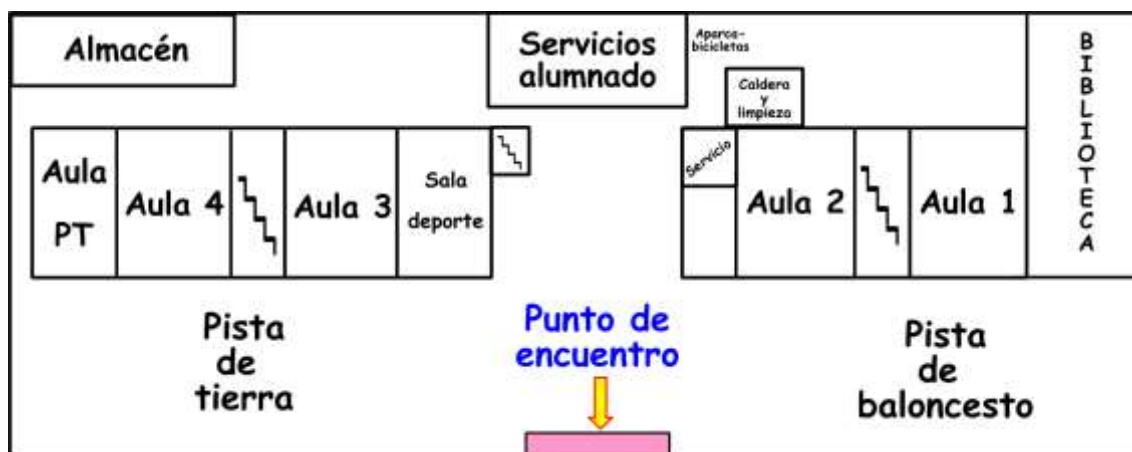 Almacén
Servicios
alumnado
Aparca-
bicicletas
Caldera
y
limpieza
BIBLIOTECA
Aula
PT
Aula 4
Aula 3
Sala
deporte
Servicio
Aula 2
Aula 1
Pista
de
tierra
Punto de
encuentro
Pista
de
baloncesto